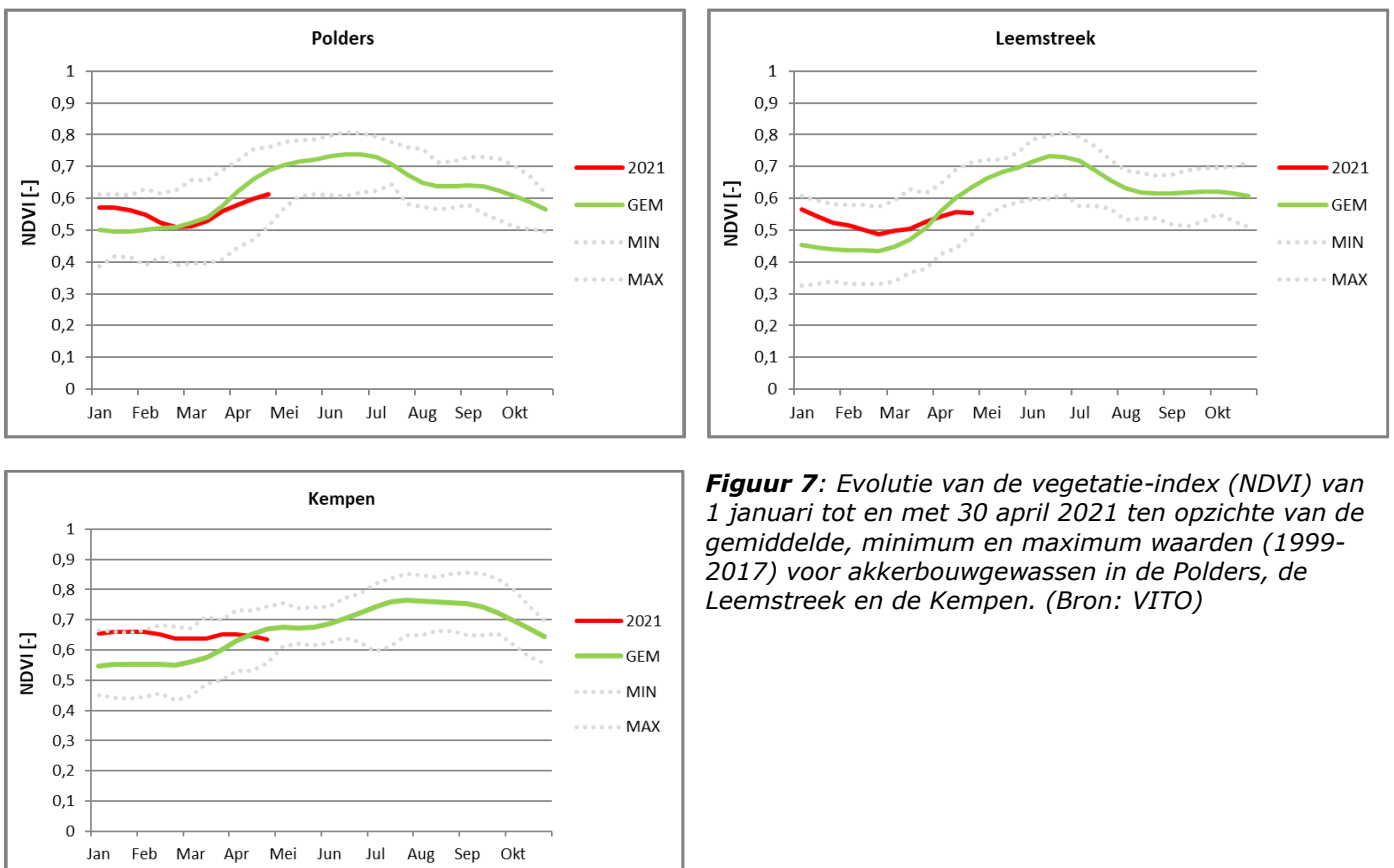 Polders
1
0,9
0,8
0,7
0,6
0,5
0,4
0,3
0,2
0,1
0
NDVI [-]
Jan Feb Mar Apr Mei Jun Jul Aug Sep Okt
2021
GEM
MIN
MAX
Leemstreek
1
0,9
0,8
0,7
0,6
0,5
0,4
0,3
0,2
0,1
0
NDVI [-]
Jan Feb Mar Apr Mei Jun Jul Aug Sep Okt
2021
GEM
MIN
MAX
Kempen
1
0,9
0,8
0,7
0,6
0,5
0,4
0,3
0,2
0,1
0
NDVI [-]
Jan Feb Mar Apr Mei Jun Jul Aug Sep Okt
2021
GEM
MIN
MAX
Figuur 7: Evolutie van de vegetatie-index (NDVI) van
1 januari tot en met 30 april 2021 ten opzichte van de
gemiddelde, minimum en maximum waarden (1999-
2017) voor akkerbouwgewassen in de Polders, de
Leemstreek en de Kempen. (Bron: VITO)